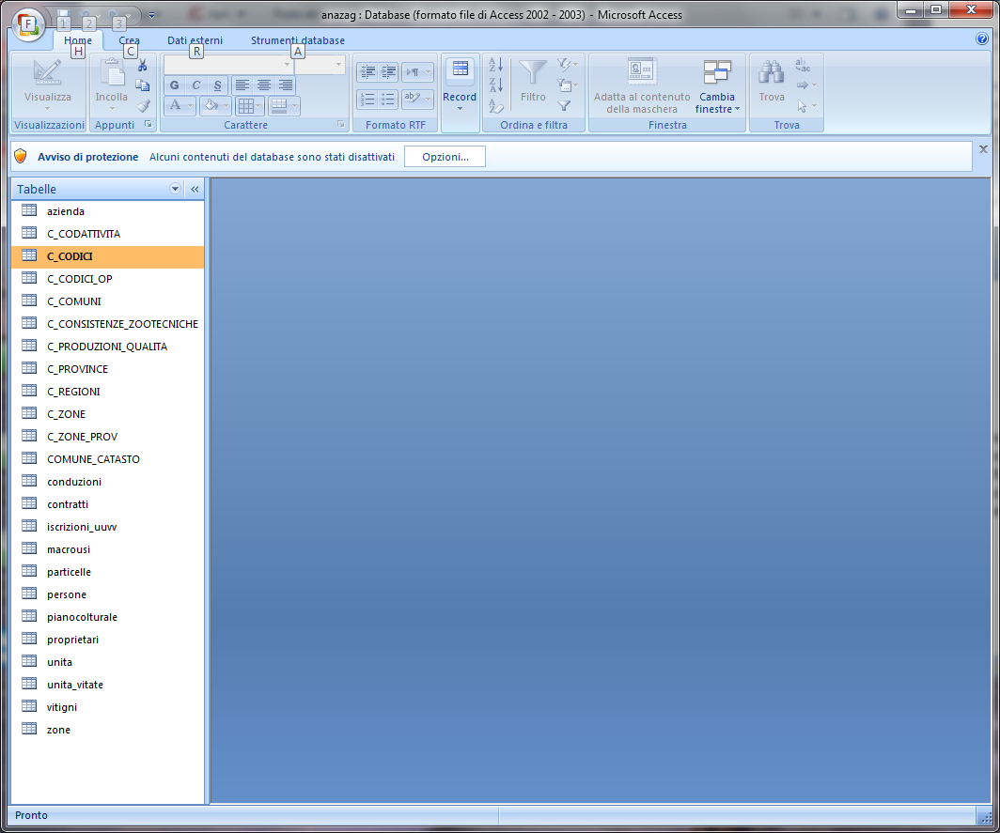 anazag : Database (formato file di Access 2002 - 2003) - Microsoft Access
F
1 2 3
Home Crea Dati esterni Strumenti database
H C R A
Visualizza
Incolla
G C S
A
Record
A
Z
Z
A
Filtro
Adatta al contenuto della maschera
Cambia finestre
Trova
Visualizzazioni Appunti Carattere Formato RTF Ordina e filtra Finestra Trova
Avviso di protezione Alcuni contenuti del database sono stati disattivati Opzioni...
Tabelle
azienda
C_CODATTIVITA
C_CODICI
C_CODICI_OP
C_COMUNI
C_CONSISTENZE_ZOOTECNICHE
C_PRODUZIONI_QUALITA
C_PROVINCE
C_REGIONI
C_ZONE
C_ZONE_PROV
COMUNE_CATASTO
conduzioni
contratti
iscrizioni_uuvv
macrousi
particelle
persone
pianocolturale
proprietari
unita
unita_vitate
vitigni
zone
Pronto